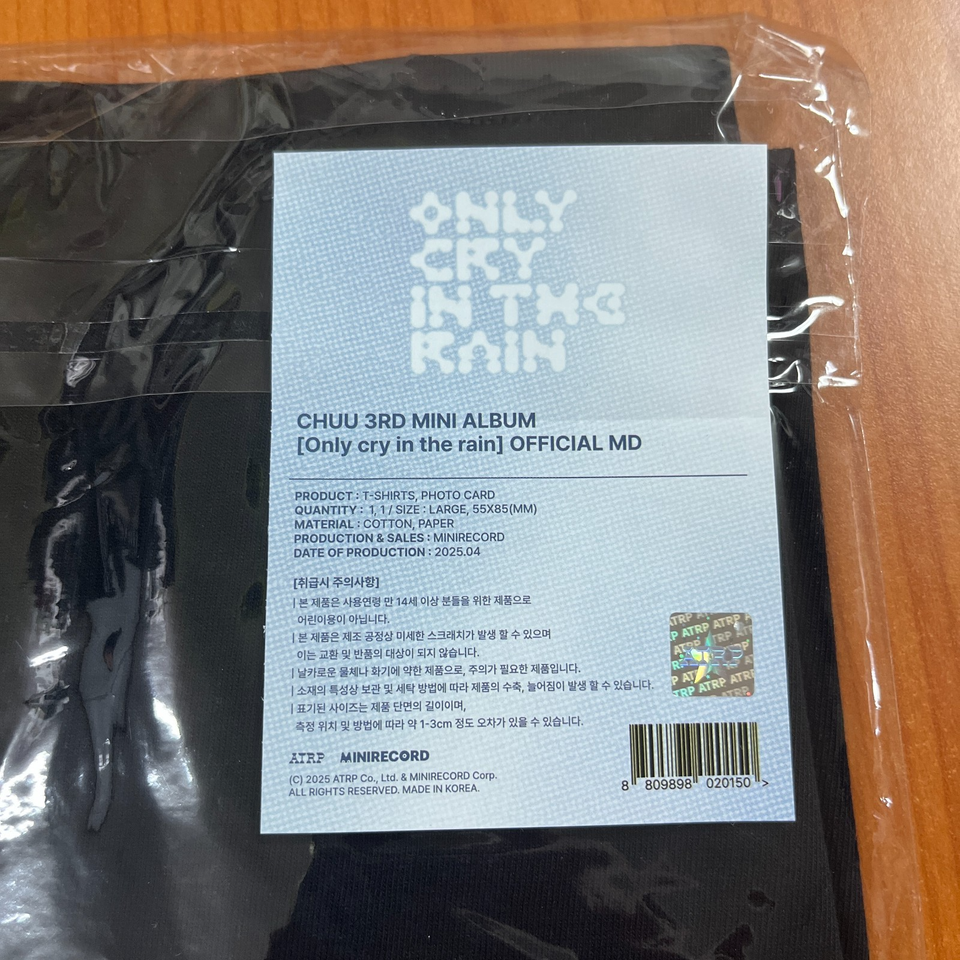 ONLY
CRY
IN THE
RAIN
CHUU 3RD MINI ALBUM
[Only cry in the rain] OFFICIAL MD
PRODUCT : T-SHIRTS, PHOTO CARD
QUANTITY : 1, 1 / SIZE : LARGE, 55X85(MM)
MATERIAL : COTTON, PAPER
PRODUCTION & SALES : MINIRECORD
DATE OF PRODUCTION : 2025.04
[취급시 주의사항]
| 본 제품은 사용연령 만 14세 이상 분들을 위한 제품으로
어린이용이 아닙니다.
| 본 제품은 제조 공정상 미세한 스크래치가 발생 할 수 있으며
이는 교환 및 반품의 대상이 되지 않습니다.
| 날카로운 물체나 화기에 약한 제품으로, 주의가 필요한 제품입니다.
| 소재의 특성상 보관 및 세탁 방법에 따라 제품의 수축, 늘어짐이 발생 할 수 있습니다.
| 표기된 사이즈는 제품 단면의 길이이며,
측정 위치 및 방법에 따라 약 1-3cm 정도 오차가 있을 수 있습니다.
ATRP ATRP ATRP
ATRP
ATRP ATRP
ATRP MINIRECORD
(C) 2025 ATRP Co., Ltd. & MINIRECORD Corp.
ALL RIGHTS RESERVED. MADE IN KOREA.
8 809898 020150 >